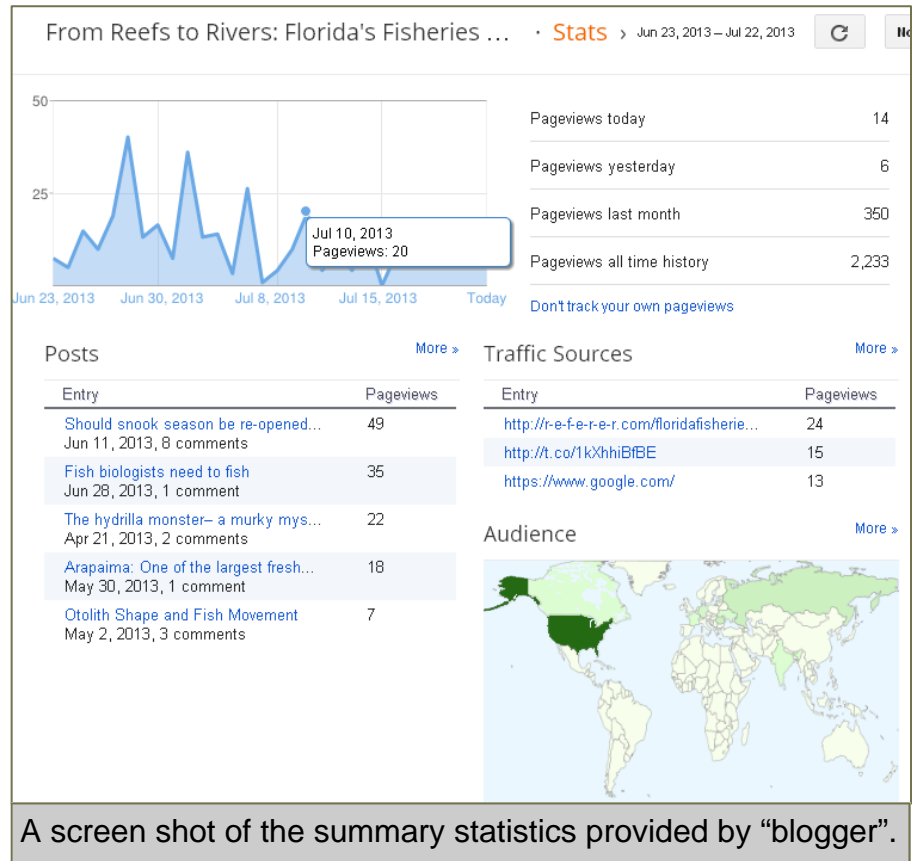 From Reefs to Rivers: Florida's Fisheries ... · Stats › Jun 23, 2013 – Jul 22, 2013
50
25
Jul 10, 2013
Pageviews: 20
Jun 23, 2013 Jun 30, 2013 Jul 8, 2013 Jul 15, 2013 Today
Pageviews today 14
Pageviews yesterday 6
Pageviews last month 350
Pageviews all time history 2,233
Don't track your own pageviews
Posts More »
Entry Pageviews
Should snook season be re-opened... 49
Jun 11, 2013, 8 comments
Fish biologists need to fish 35
Jun 28, 2013, 1 comment
The hydrilla monster– a murky mys... 22
Apr 21, 2013, 2 comments
Arapaima: One of the largest fresh... 18
May 30, 2013, 1 comment
Otolith Shape and Fish Movement 7
May 2, 2013, 3 comments
Traffic Sources More »
Entry Pageviews
http://r-e-f-e-r-e-r.com/floridafisherie... 24
http://t.co/1kXhhiBfBE 15
https://www.google.com/ 13
Audience More »
A screen shot of the summary statistics provided by “blogger”.